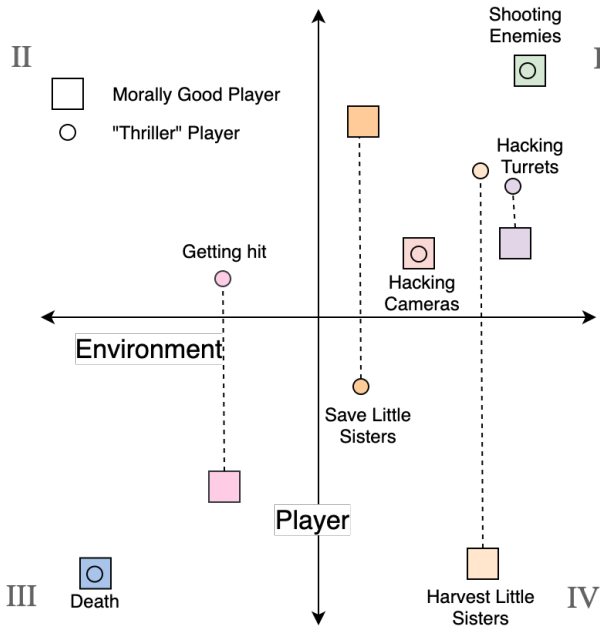 Shooting
Enemies
II
I
Morally Good Player
"Thriller" Player
Hacking
Turrets
Getting hit
Hacking
Cameras
Environment
Save Little
Sisters
Player
III
Death
Harvest Little
Sisters
IV